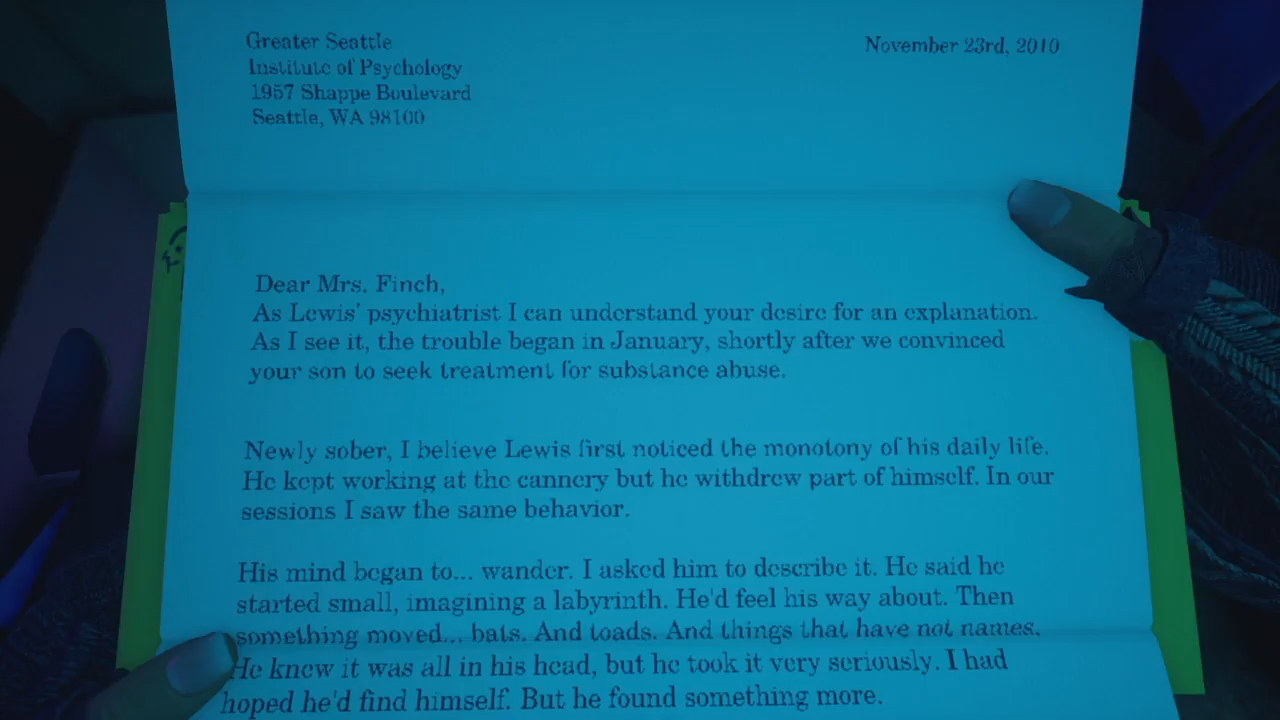 Greater Seattle
Institute of Psychology
1957 Shappe Boulevard
Seattle, WA 98100
November 23rd, 2010
Dear Mrs. Finch,
As Lewis' psychiatrist I can understand your desire for an explanation.
As I see it, the trouble began in January, shortly after we convinced
your son to seek treatment for substance abuse.
Newly sober, I believe Lewis first noticed the monotony of his daily life.
He kept working at the cannery but he withdrew part of himself. In our
sessions I saw the same behavior.
His mind began to... wander. I asked him to describe it. He said he
started small, imagining a labyrinth. He'd feel his way about. Then
something moved... bats. And toads. And things that have not names.
He knew it was all in his head, but he took it very seriously. I had
hoped he'd find himself. But he found something more.